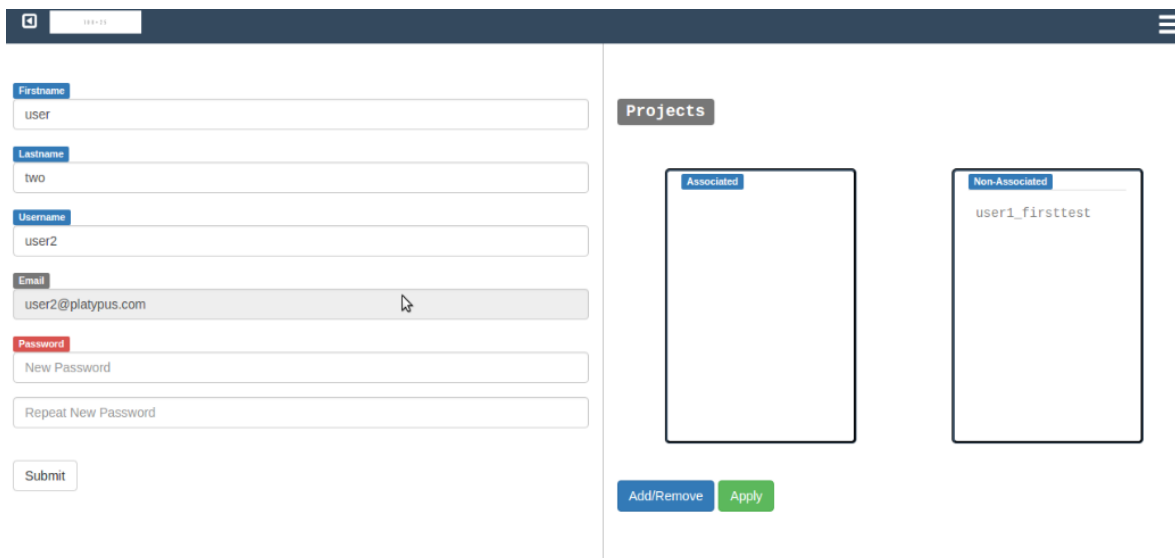 Firstname
user
Lastname
two
Username
user2
Email
user2@platypus.com
Password
New Password
Repeat New Password
Submit
Projects
Associated
Non-Associated
user1_firsttest
Add/Remove
Apply